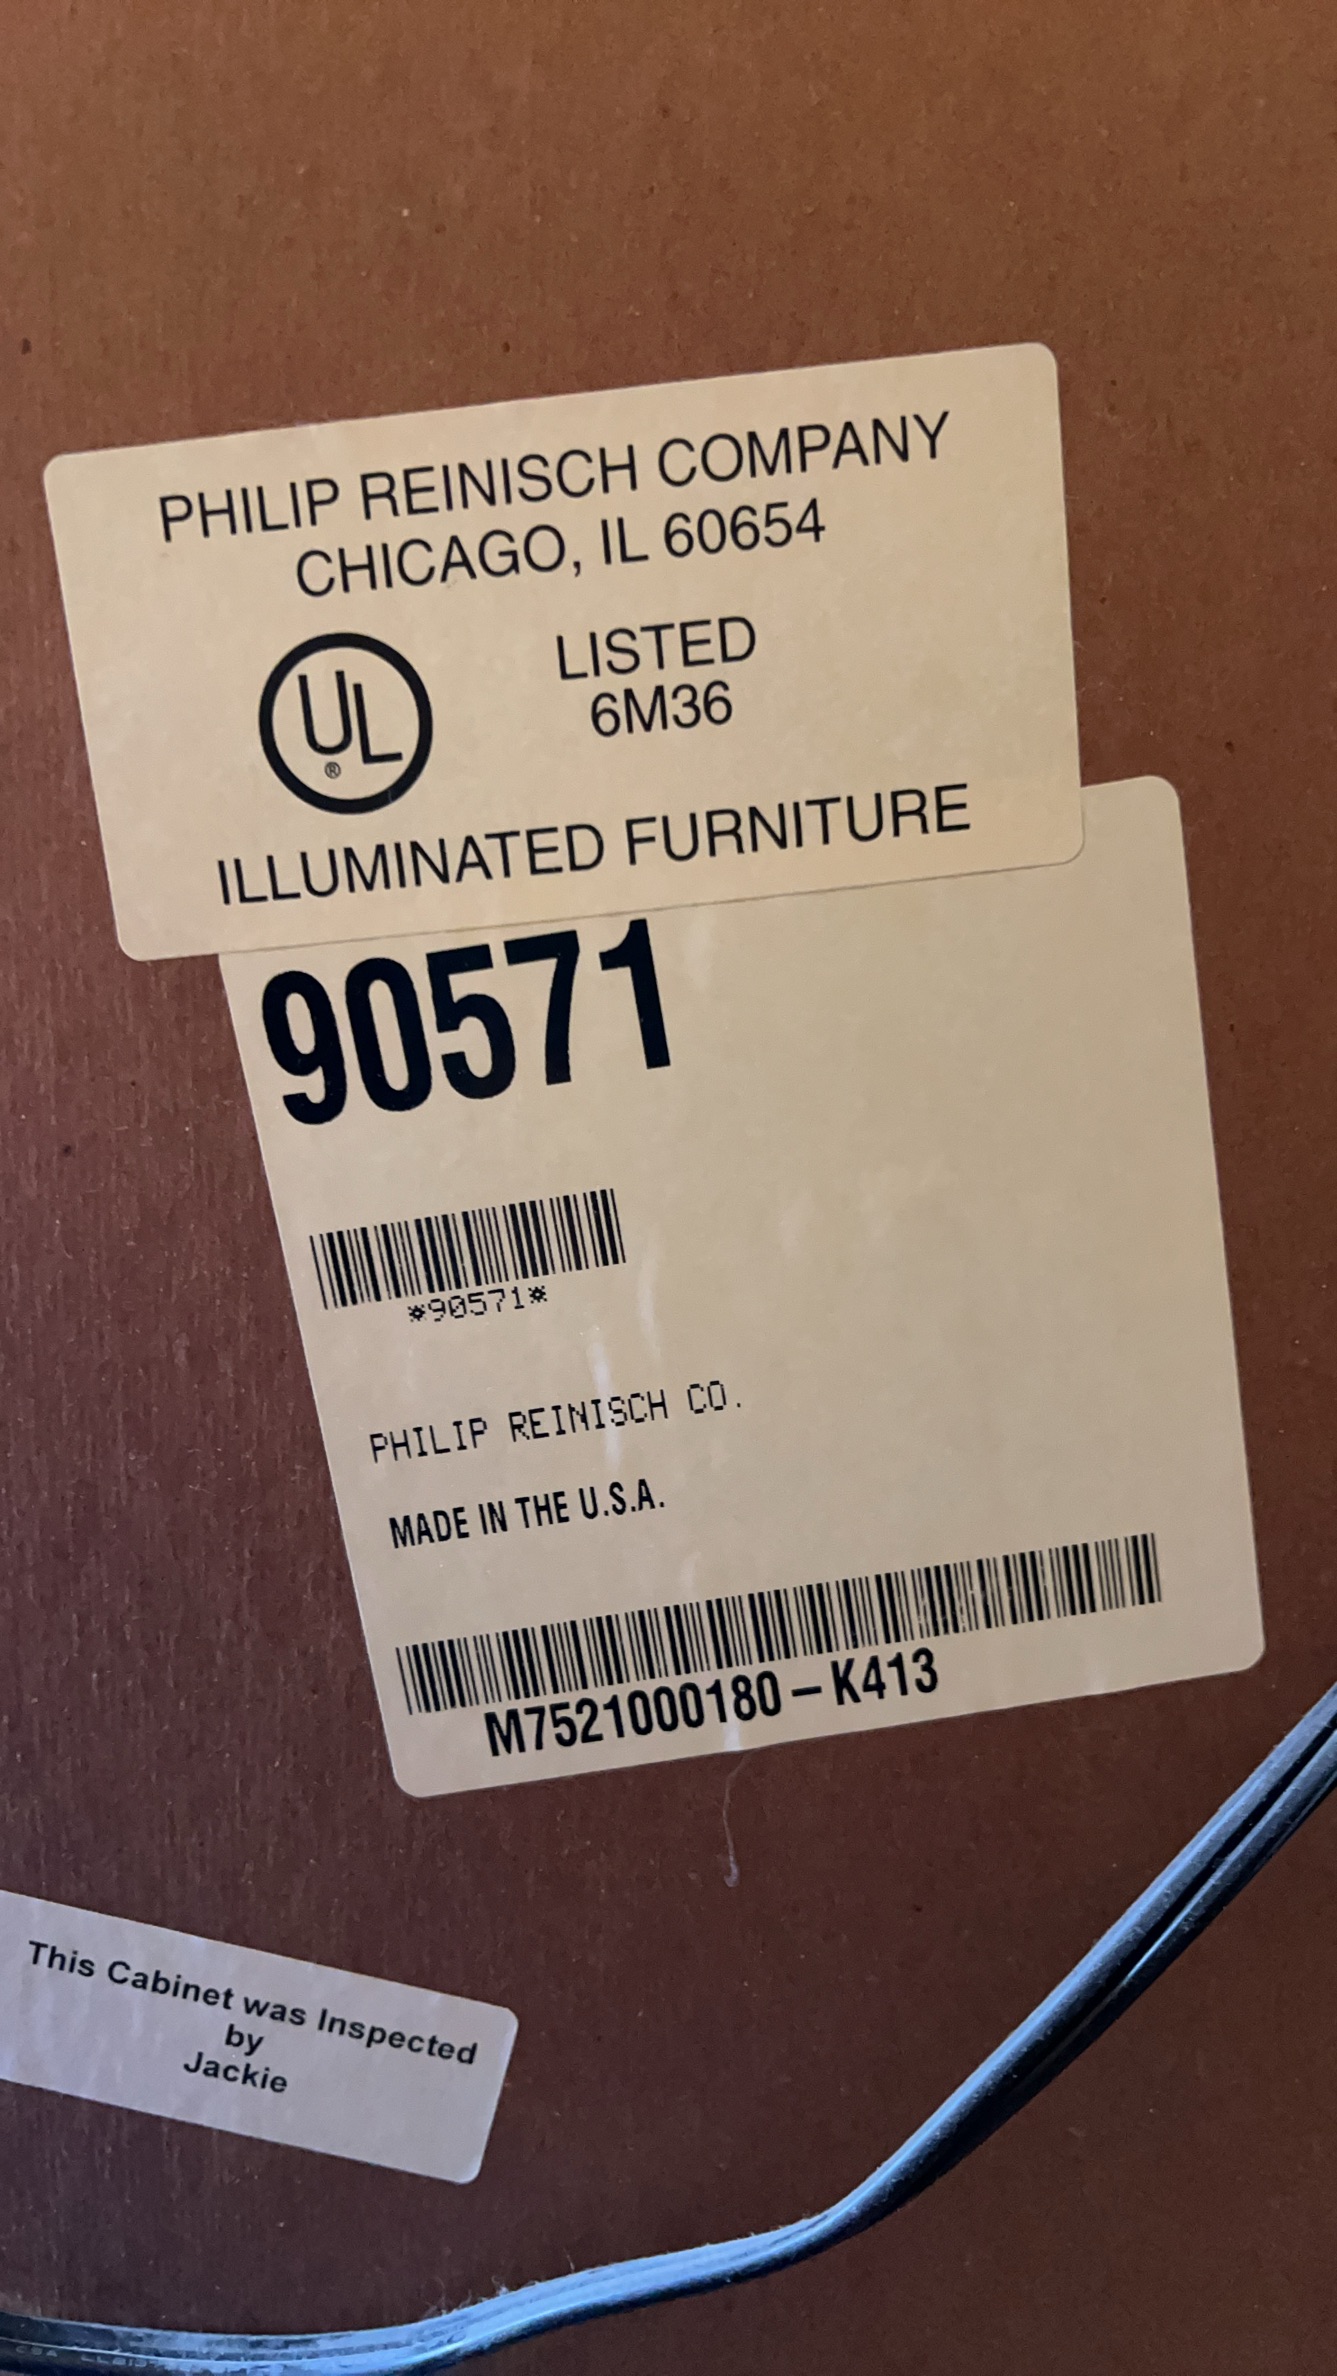 PHILIP REINISCH COMPANY
CHICAGO, IL 60654
UL
®
LISTED
6M36
ILLUMINATED FURNITURE
90571
*90571*
PHILIP REINISCH CO.
MADE IN THE U.S.A.
M7521000180 – K413
This Cabinet was Inspected
by
Jackie